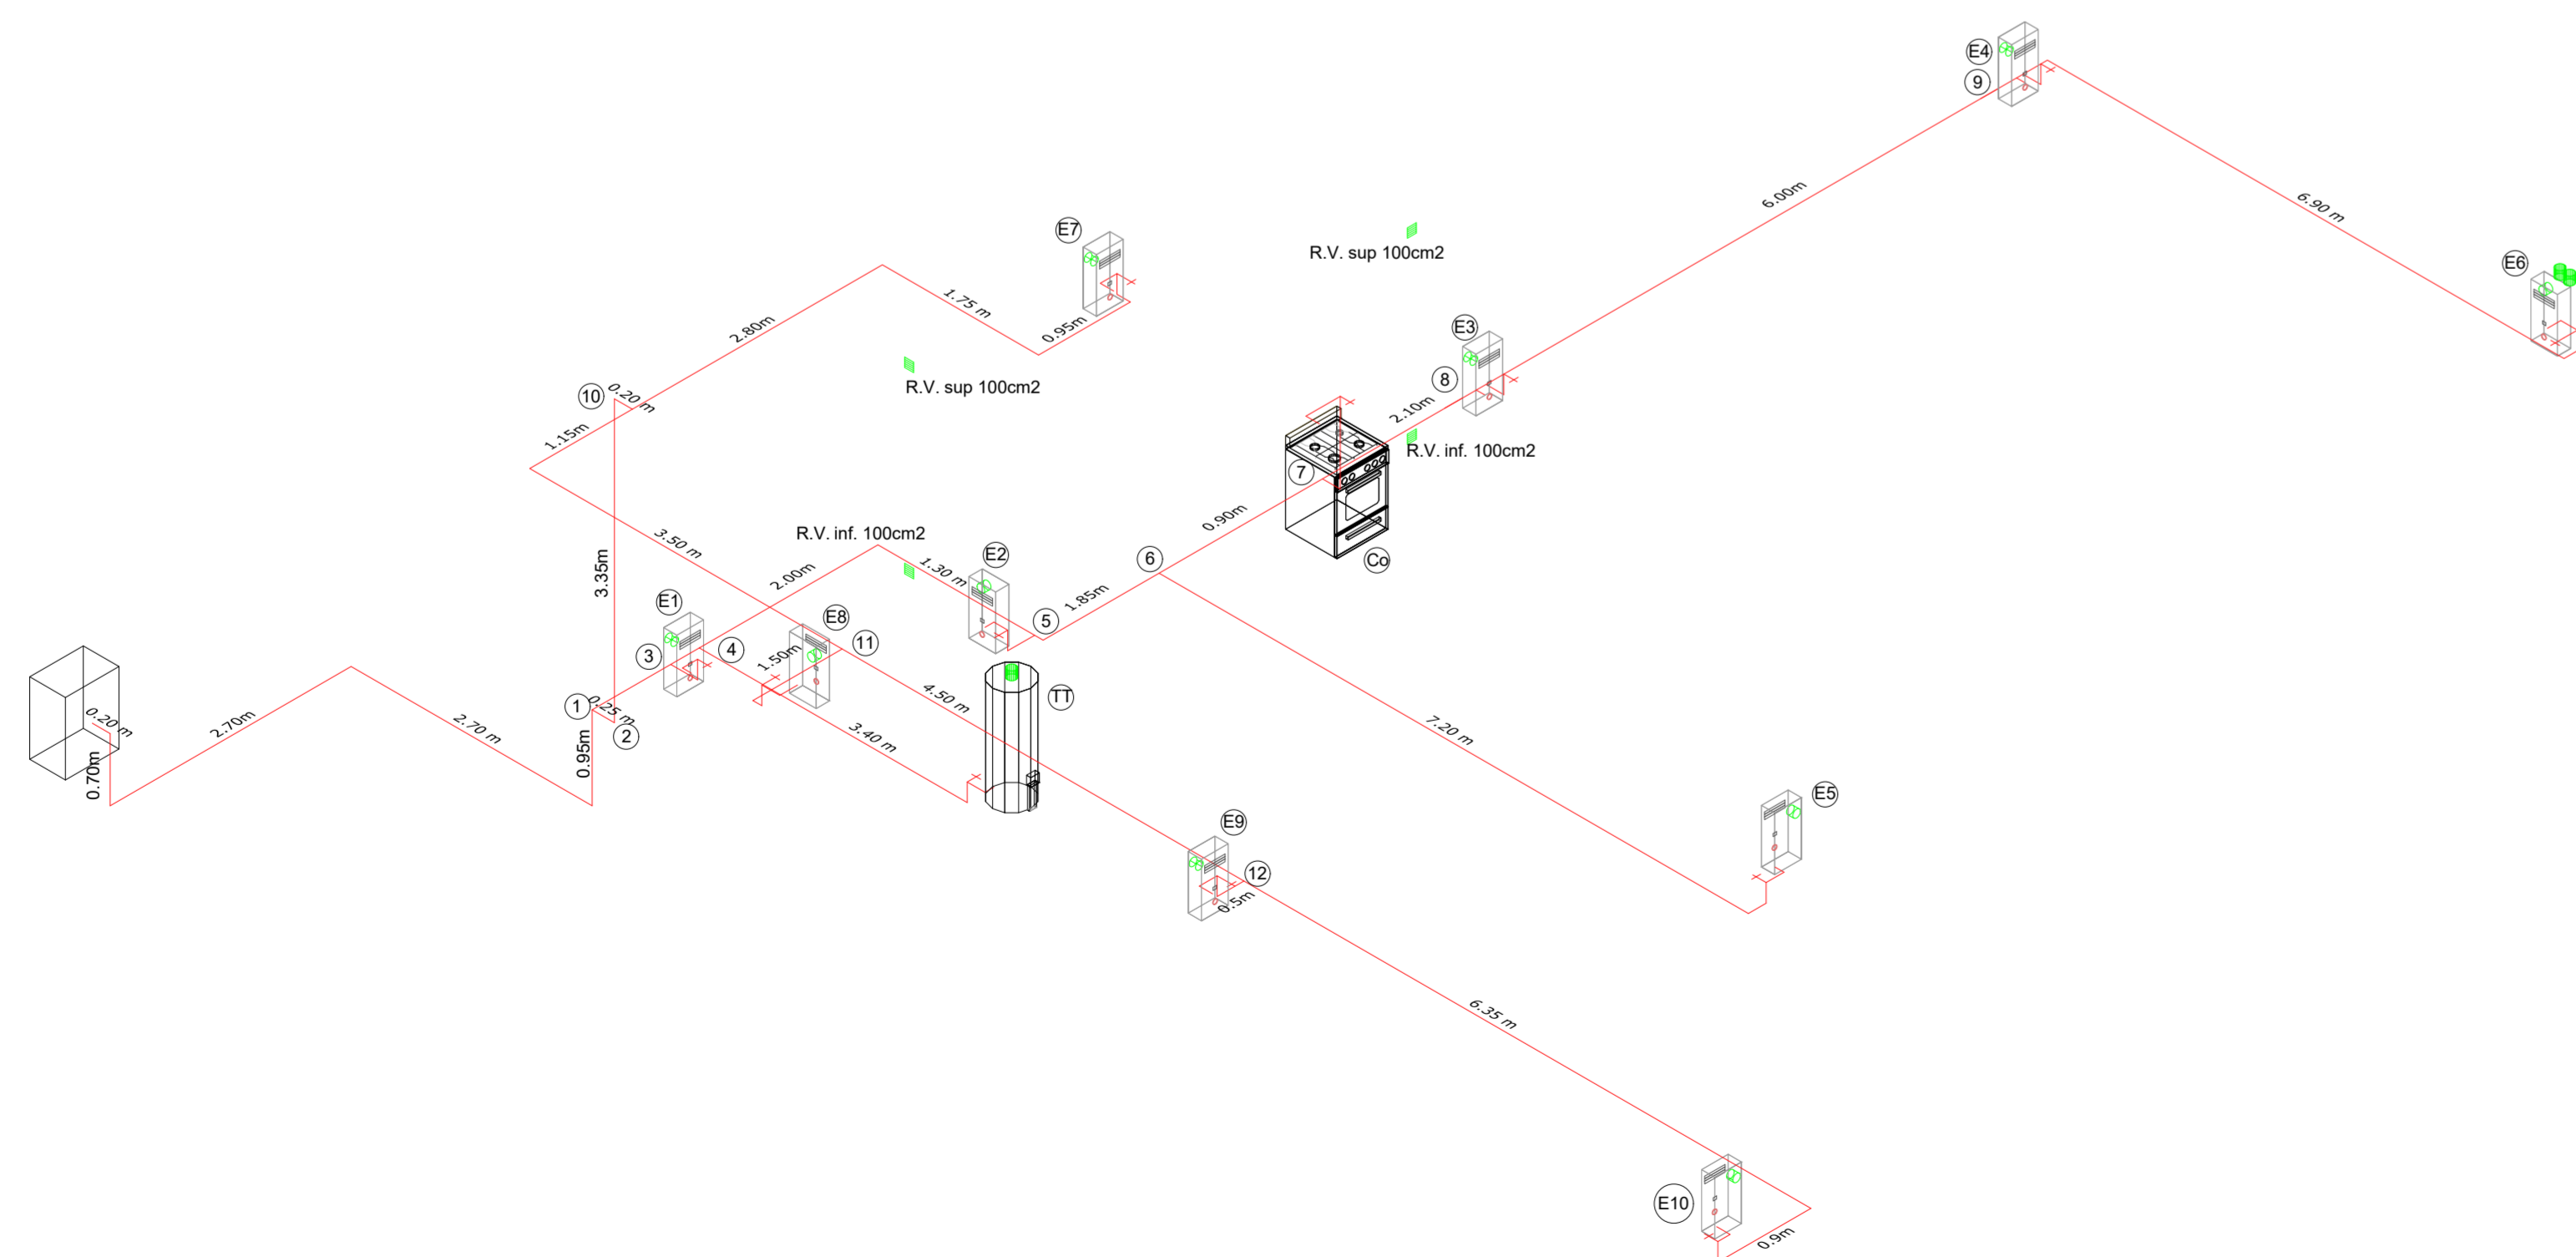 E4
9
6.00m
6.90 m
E7
R.V. sup 100cm2
E6
1.75 m
2.80m
0.95m
E3
R.V. sup 100cm2
8
10
0.20 m
2.10m
1.15m
R.V. inf. 100cm2
7
0.90m
R.V. inf. 100cm2
3.50 m
E2
6
Co
3.35m
2.00m
1.30 m
1.85m
E1
E8
5
3
4
11
1.50m
4.50 m
TT
1
0.25 m
2
0.20 m
2.70m
2.70 m
0.95m
3.40 m
7.20 m
0.70m
E5
E9
12
0.5m
6.35 m
E10
0.9m